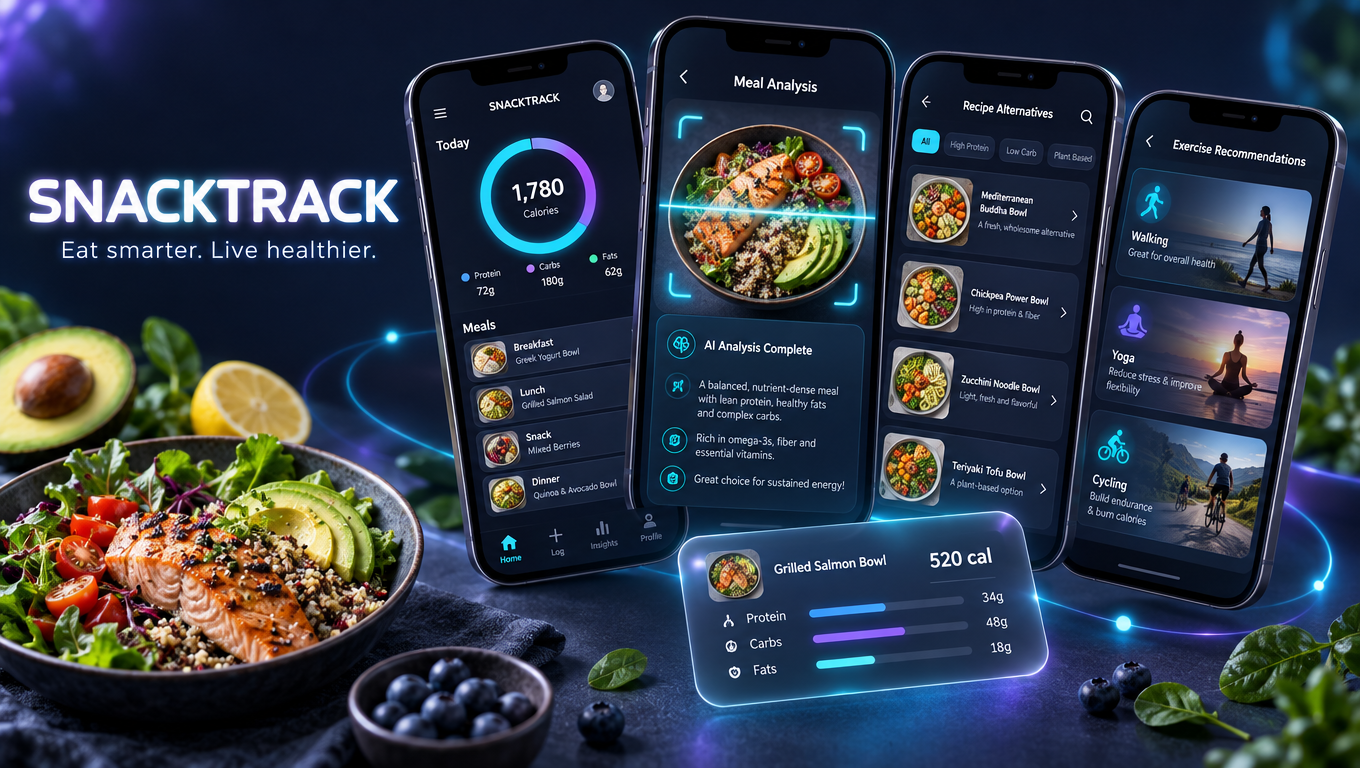 SNACKTRACK
Eat smarter. Live healthier.
SNACKTRACK
Today
1,780
Calories
Protein
72g
Carbs
180g
Fats
62g
Meals
Breakfast
Greek Yogurt Bowl
Lunch
Grilled Salmon Salad
Snack
Mixed Berries
Dinner
Quinoa & Avocado Bowl
Home
Log
Insights
Profile
Meal Analysis
AI Analysis Complete
A balanced, nutrient-dense meal
with lean protein, healthy fats
and complex carbs.
Rich in omega-3s, fiber and
essential vitamins.
Great choice for sustained energy!
Recipe Alternatives
All
High Protein
Low Carb
Plant Based
Mediterranean
Buddha Bowl
A fresh, wholesome alternative
Chickpea Power Bowl
High in protein & fiber
Zucchini Noodle Bowl
Light, fresh and flavorful
Teriyaki Tofu Bowl
A plant-based option
Exercise Recommendations
Walking
Great for overall health
Yoga
Reduce stress & improve
flexibility
Cycling
Build endurance
& burn calories
Grilled Salmon Bowl
520 cal
Protein
34g
Carbs
48g
Fats
18g